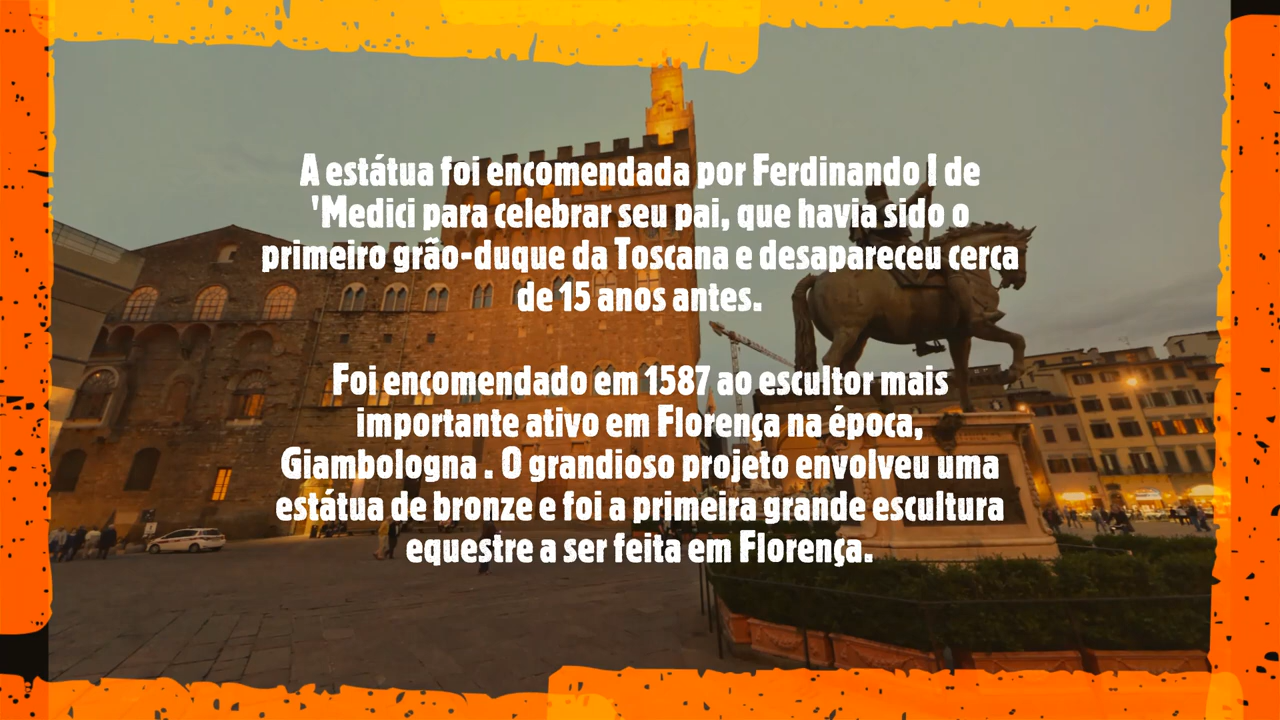 A estátua foi encomendada por Ferdinando I de
'Medici para celebrar seu pai, que havia sido o
primeiro grão-duque da Toscana e desapareceu cerca
de 15 anos antes.
Foi encomendado em 1587 ao escultor mais
importante ativo em Florença na época,
Giambologna . O grandioso projeto envolveu uma
estátua de bronze e foi a primeira grande escultura
equestre a ser feita em Florença.